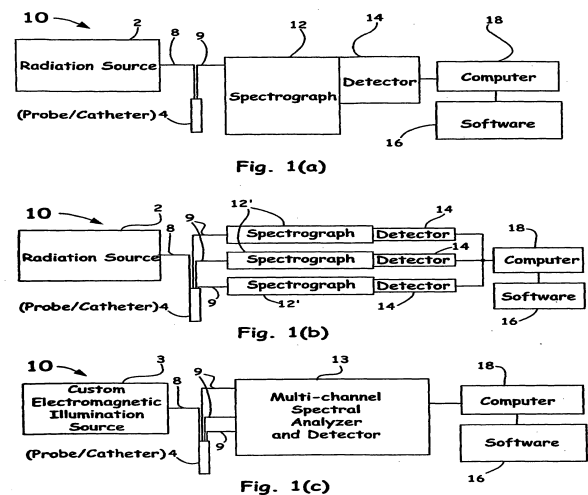 10
2
8
9
12
14
18
Radiation Source
Spectrograph
Detector
Computer
(Probe/Catheter)4
Software
16
Fig. 1(a)
10
2
8
9
12'
14
18
Radiation Source
Spectrograph
Detector
14
Spectrograph
Detector
Computer
9
Spectrograph
Detector
Software
(Probe/Catheter)4
12'
14
16
Fig. 1(b)
10
3
8
9
13
18
Custom
Electromagnetic
Illumination
Source
Multi-channel
Spectral
Analyzer
and Detector
Computer
9
Software
(Probe/Catheter)4
16
Fig. 1(c)